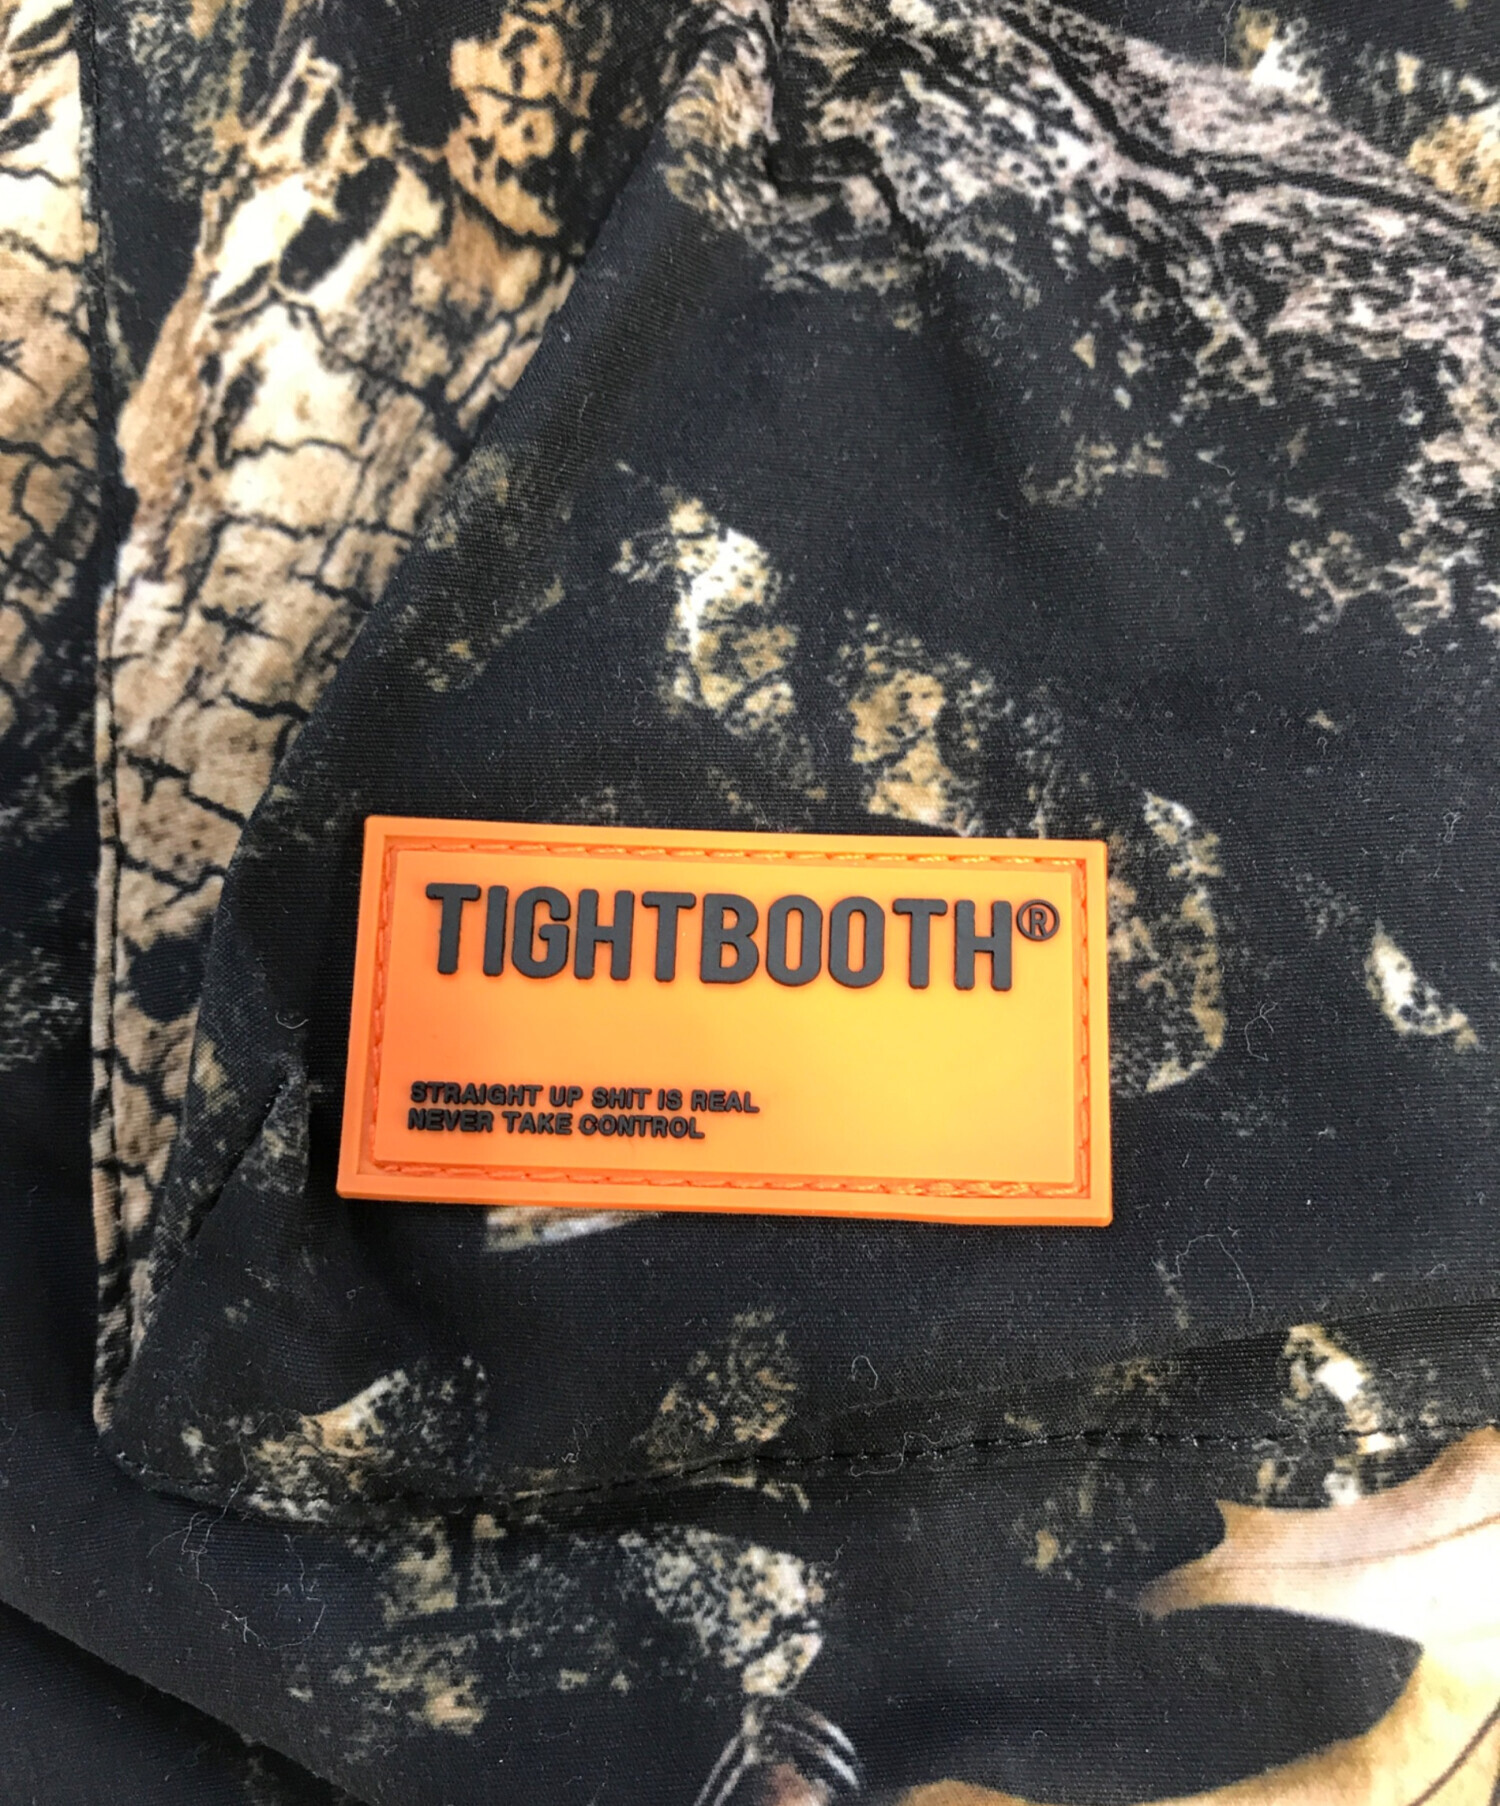 TIGHTBOOTH®
STRAIGHT UP SHIT IS REAL
NEVER TAKE CONTROL